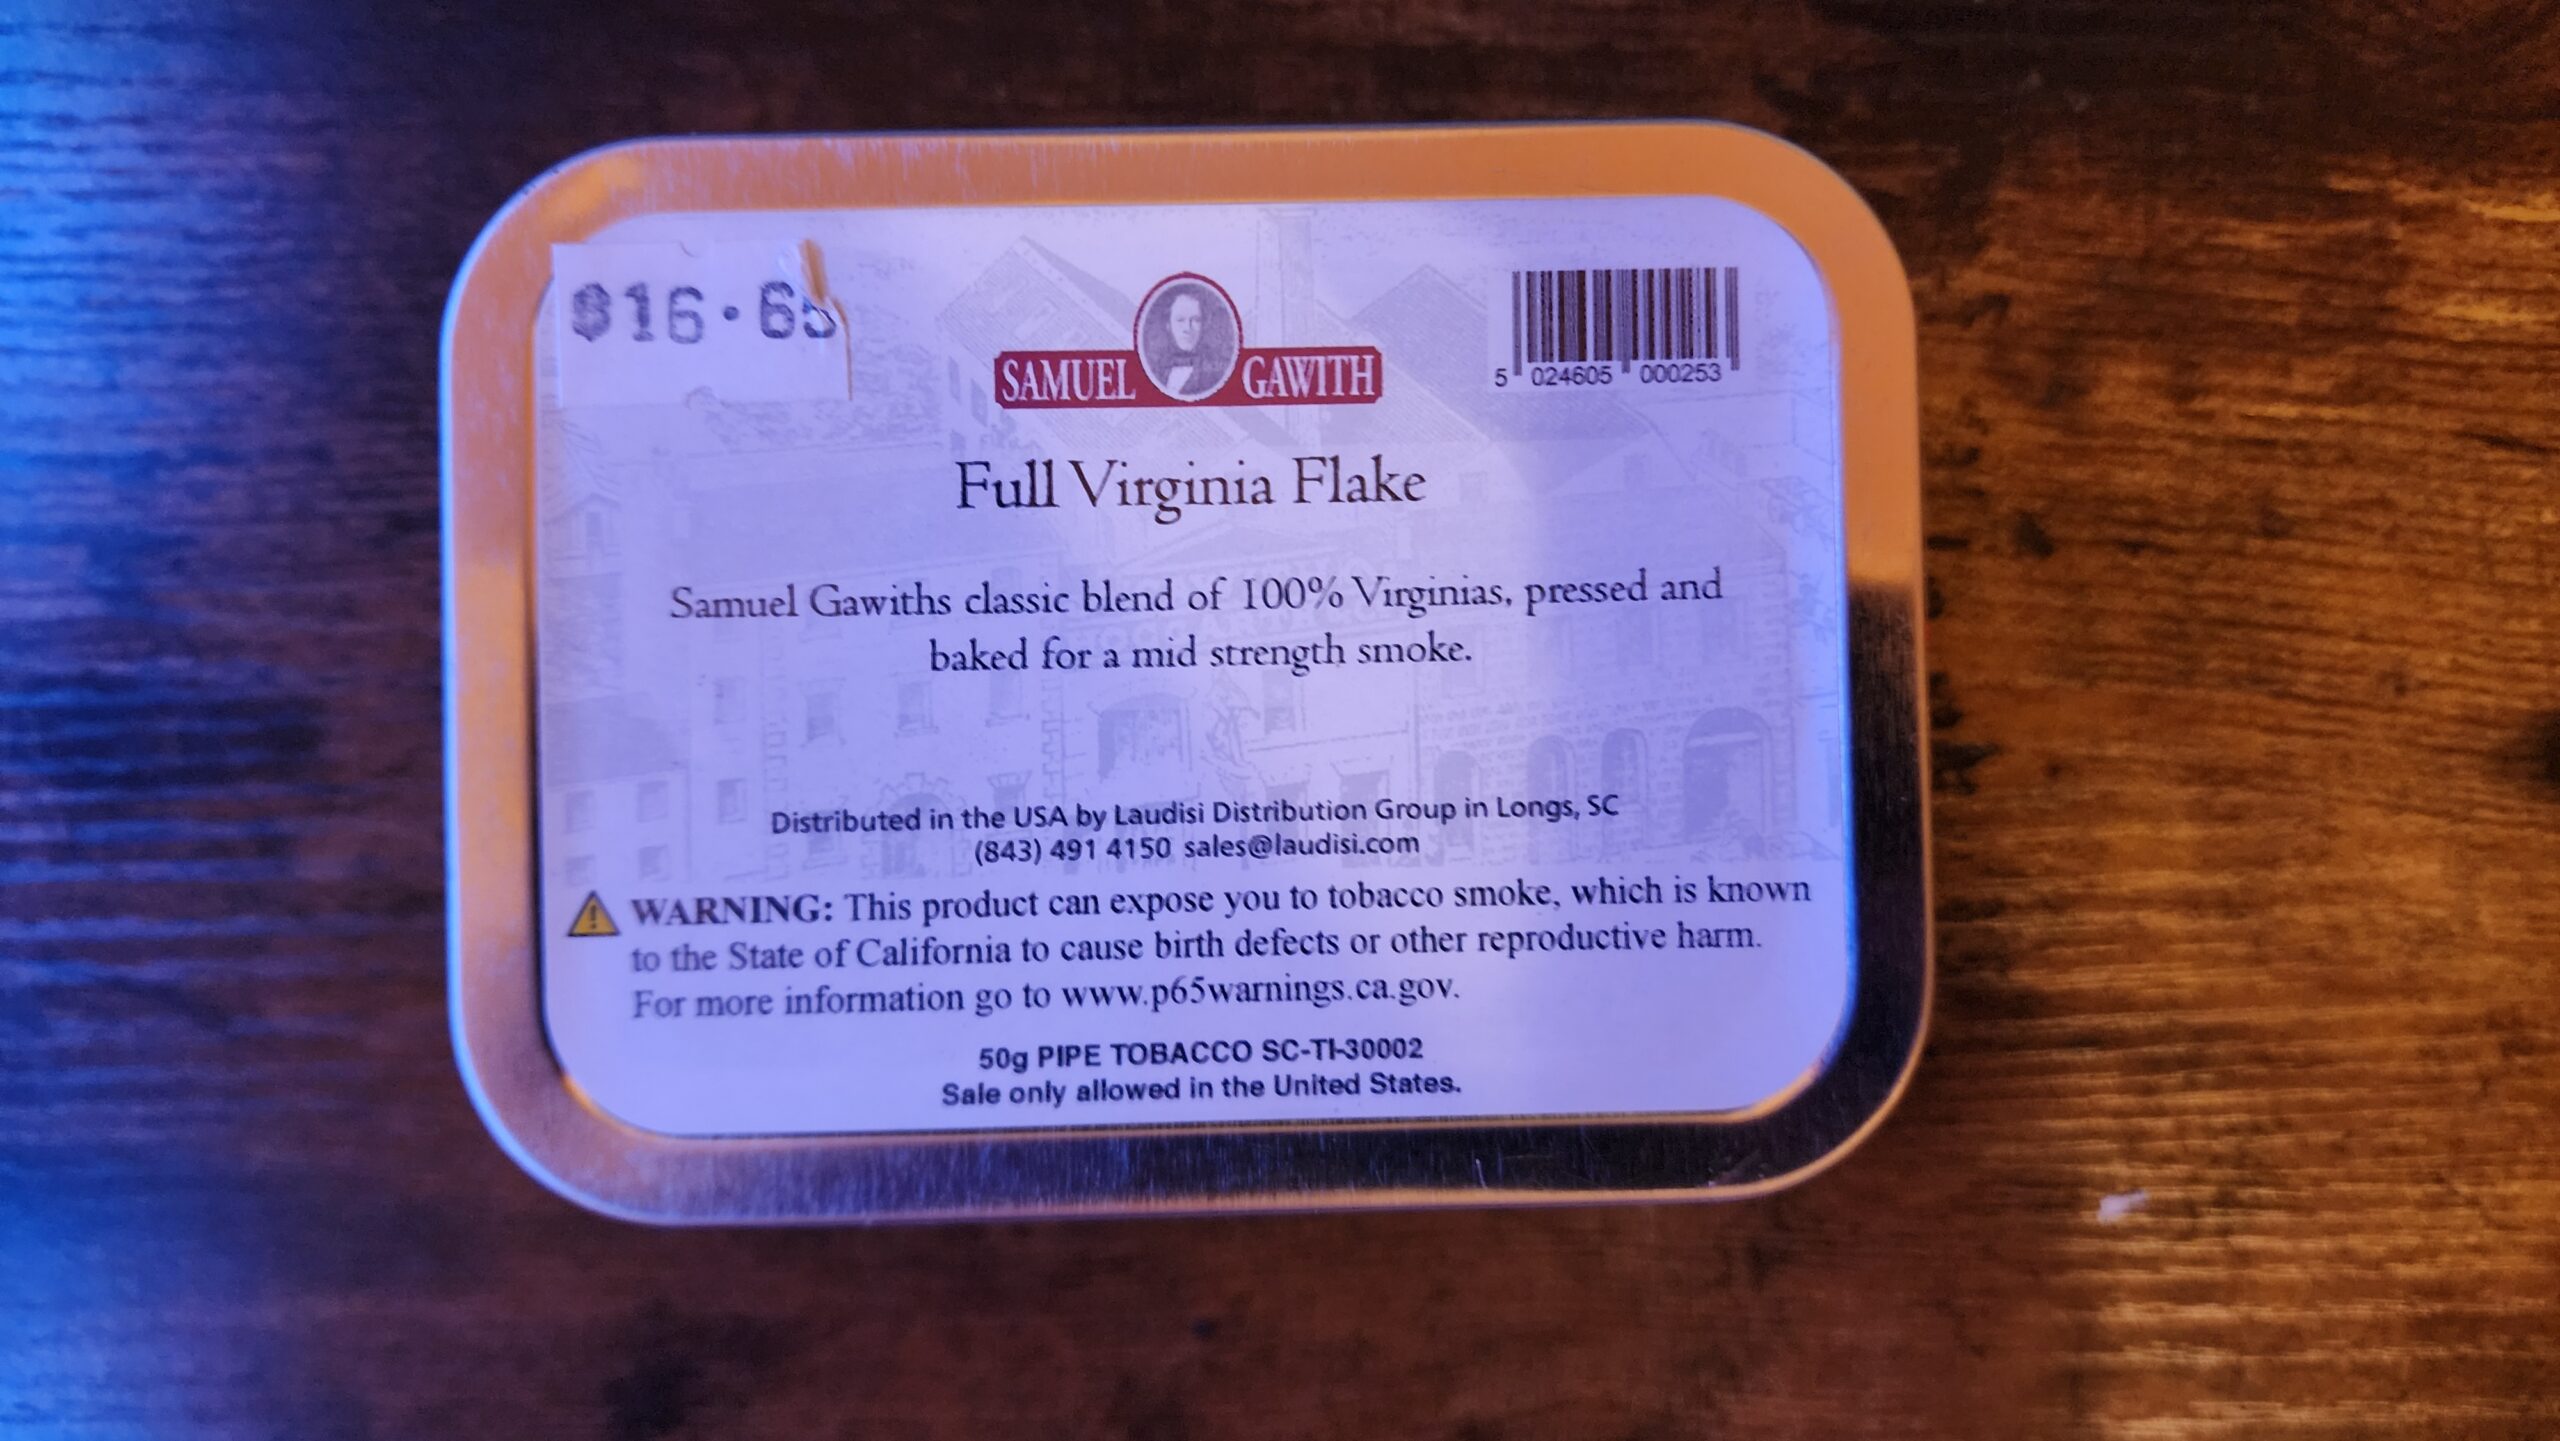 $16.65
SAMUEL GAWITH
5 024605 000253
Full Virginia Flake
Samuel Gawiths classic blend of 100% Virginias, pressed and
baked for a mid strength smoke.
Distributed in the USA by Laudisi Distribution Group in Longs, SC
(843) 491 4150 sales@laudisi.com
WARNING: This product can expose you to tobacco smoke, which is known
to the State of California to cause birth defects or other reproductive harm.
For more information go to www.p65warnings.ca.gov.
50g PIPE TOBACCO SC-TI-30002
Sale only allowed in the United States.